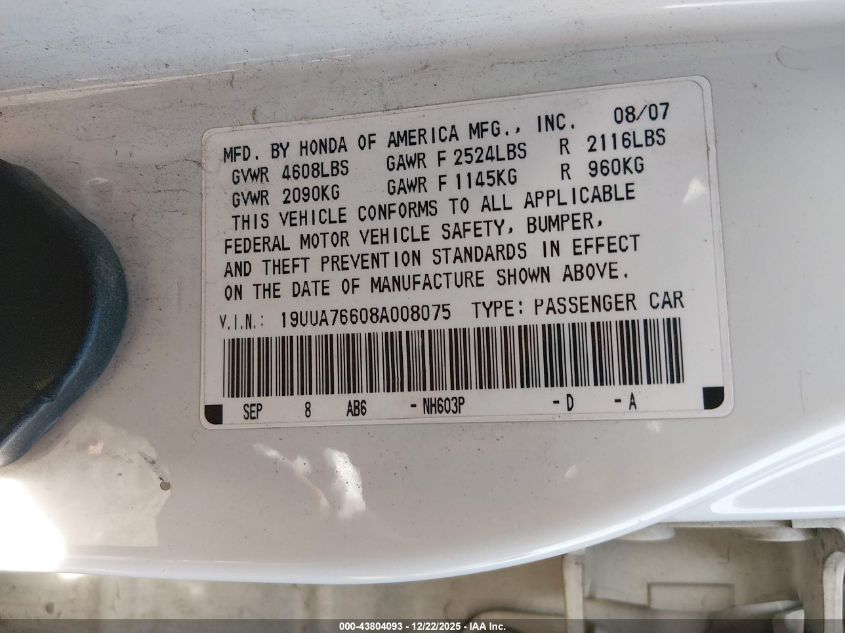 MFD. BY HONDA OF AMERICA MFG., INC. 08/07
GVWR 4608LBS GAWR F 2524LBS R 2116LBS
GVWR 2090KG GAWR F 1145KG R 960KG
THIS VEHICLE CONFORMS TO ALL APPLICABLE
FEDERAL MOTOR VEHICLE SAFETY, BUMPER,
AND THEFT PREVENTION STANDARDS IN EFFECT
ON THE DATE OF MANUFACTURE SHOWN ABOVE.
V.I.N.: 19UUA76608A008075 TYPE: PASSENGER CAR
SEP 8 AB6 -NH603P -D -A
000-43804093 - 12/22/2025 - IAA Inc.